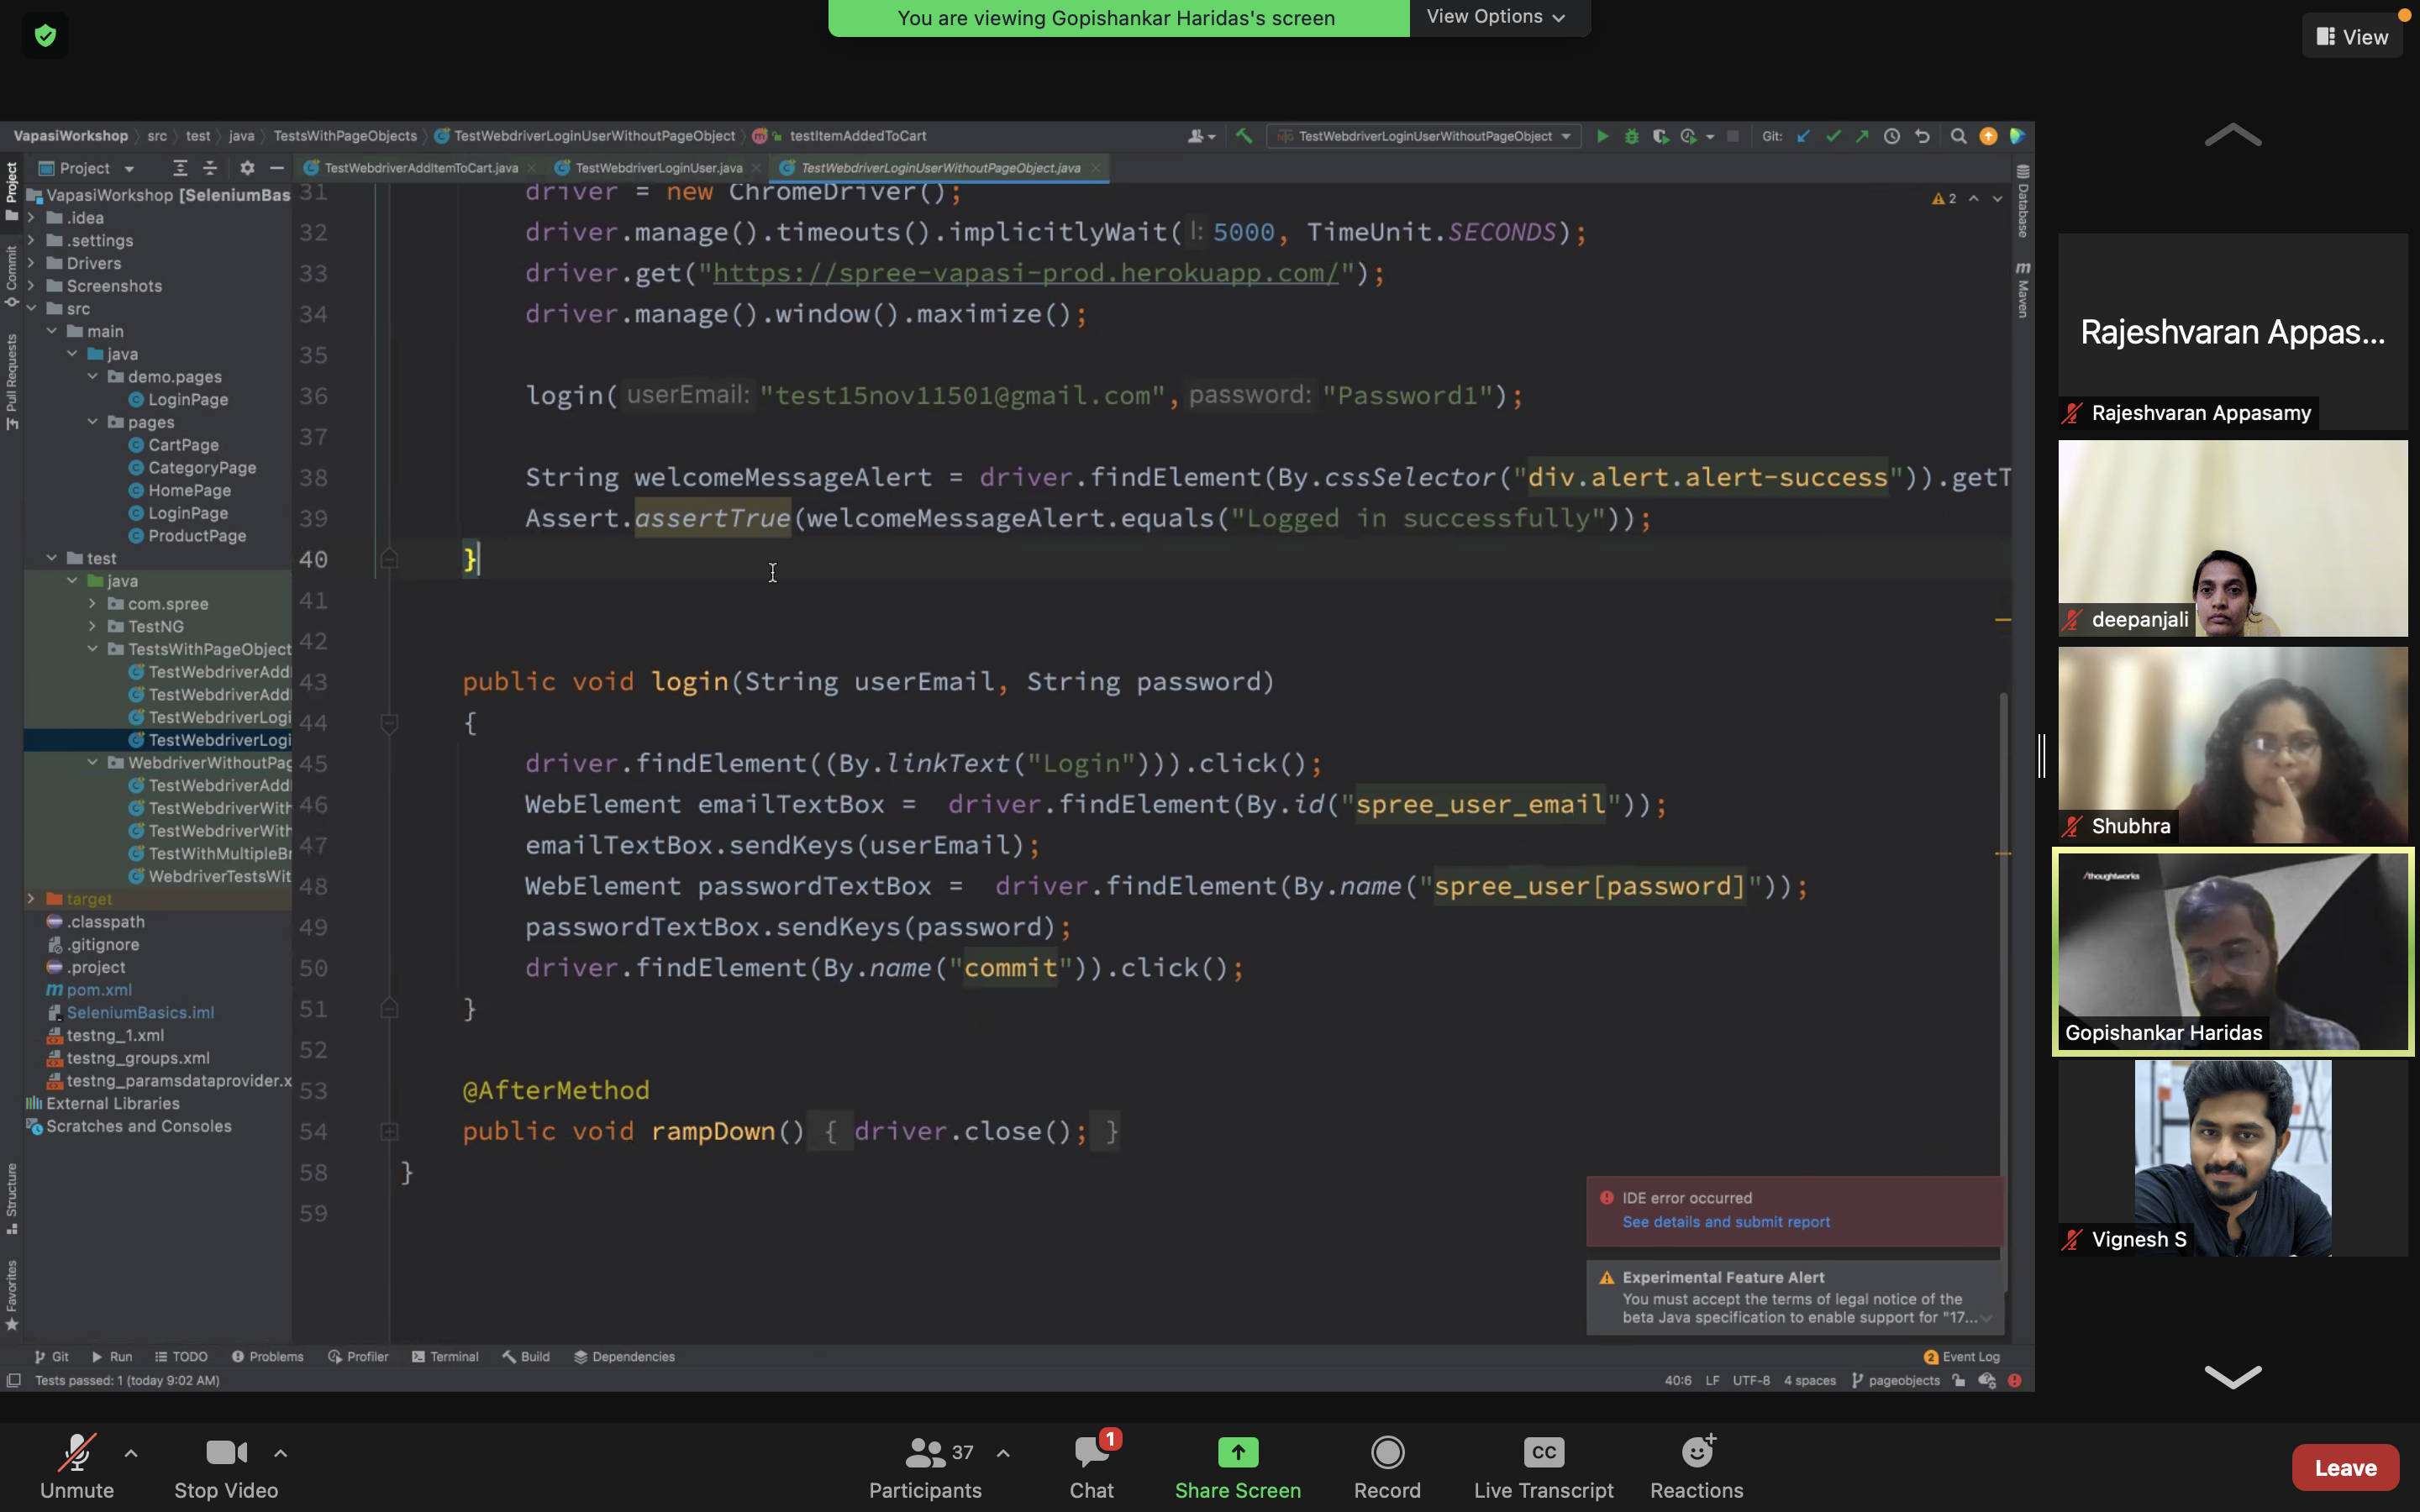 You are viewing Gopishankar Haridas's screen
View Options
View
VapasiWorkshop src test java TestsWithPageObjects TestWebdriverLoginUserWithoutPageObject testItemAddedToCart
TestWebdriverLoginUserWithoutPageObject
Git:
Project
TestWebdriverAddItemToCart.java
TestWebdriverLoginUser.java
TestWebdriverLoginUserWithoutPageObject.java
Project
Commit
Pull Requests
Structure
Favorites
VapasiWorkshop [SeleniumBas
.idea
.settings
Drivers
Screenshots
src
main
java
demo.pages
LoginPage
pages
CartPage
CategoryPage
HomePage
LoginPage
ProductPage
test
java
com.spree
TestNG
TestsWithPageObject
TestWebdriverAddI
TestWebdriverAddI
TestWebdriverLogi
TestWebdriverLogi
WebdriverWithoutPag
TestWebdriverAddI
TestWebdriverWith
TestWebdriverWith
TestWithMultipleBr
WebdriverTestsWit
target
.classpath
.gitignore
.project
pom.xml
SeleniumBasics.iml
testng_1.xml
testng_groups.xml
testng_paramsdataprovider.x
External Libraries
Scratches and Consoles
31 driver = new ChromeDriver();
32 driver.manage().timeouts().implicitlyWait( l: 5000, TimeUnit.SECONDS);
33 driver.get("https://spree-vapasi-prod.herokuapp.com/");
34 driver.manage().window().maximize();
35
36 login( userEmail: "test15nov11501@gmail.com", password: "Password1");
37
38 String welcomeMessageAlert = driver.findElement(By.cssSelector("div.alert.alert-success")).getT
39 Assert.assertTrue(welcomeMessageAlert.equals("Logged in successfully"));
40 }
41
42
43 public void login(String userEmail, String password)
44 {
45 driver.findElement((By.linkText("Login"))).click();
46 WebElement emailTextBox = driver.findElement(By.id("spree_user_email"));
47 emailTextBox.sendKeys(userEmail);
48 WebElement passwordTextBox = driver.findElement(By.name("spree_user[password]"));
49 passwordTextBox.sendKeys(password);
50 driver.findElement(By.name("commit")).click();
51 }
52
53 @AfterMethod
54 public void rampDown() { driver.close(); }
58 }
59
2
Database
m Maven
IDE error occurred
See details and submit report
Experimental Feature Alert
You must accept the terms of legal notice of the
beta Java specification to enable support for "17...
Git Run TODO Problems Profiler Terminal Build Dependencies
2 Event Log
Tests passed: 1 (today 9:02 AM)
40:6 LF UTF-8 4 spaces pageobjects
Rajeshvaran Appas...
Rajeshvaran Appasamy
deepanjali
Shubhra
/thoughtworks
Gopishankar Haridas
Vignesh S
Unmute
Stop Video
37
Participants
1
Chat
Share Screen
Record
CC
Live Transcript
Reactions
Leave